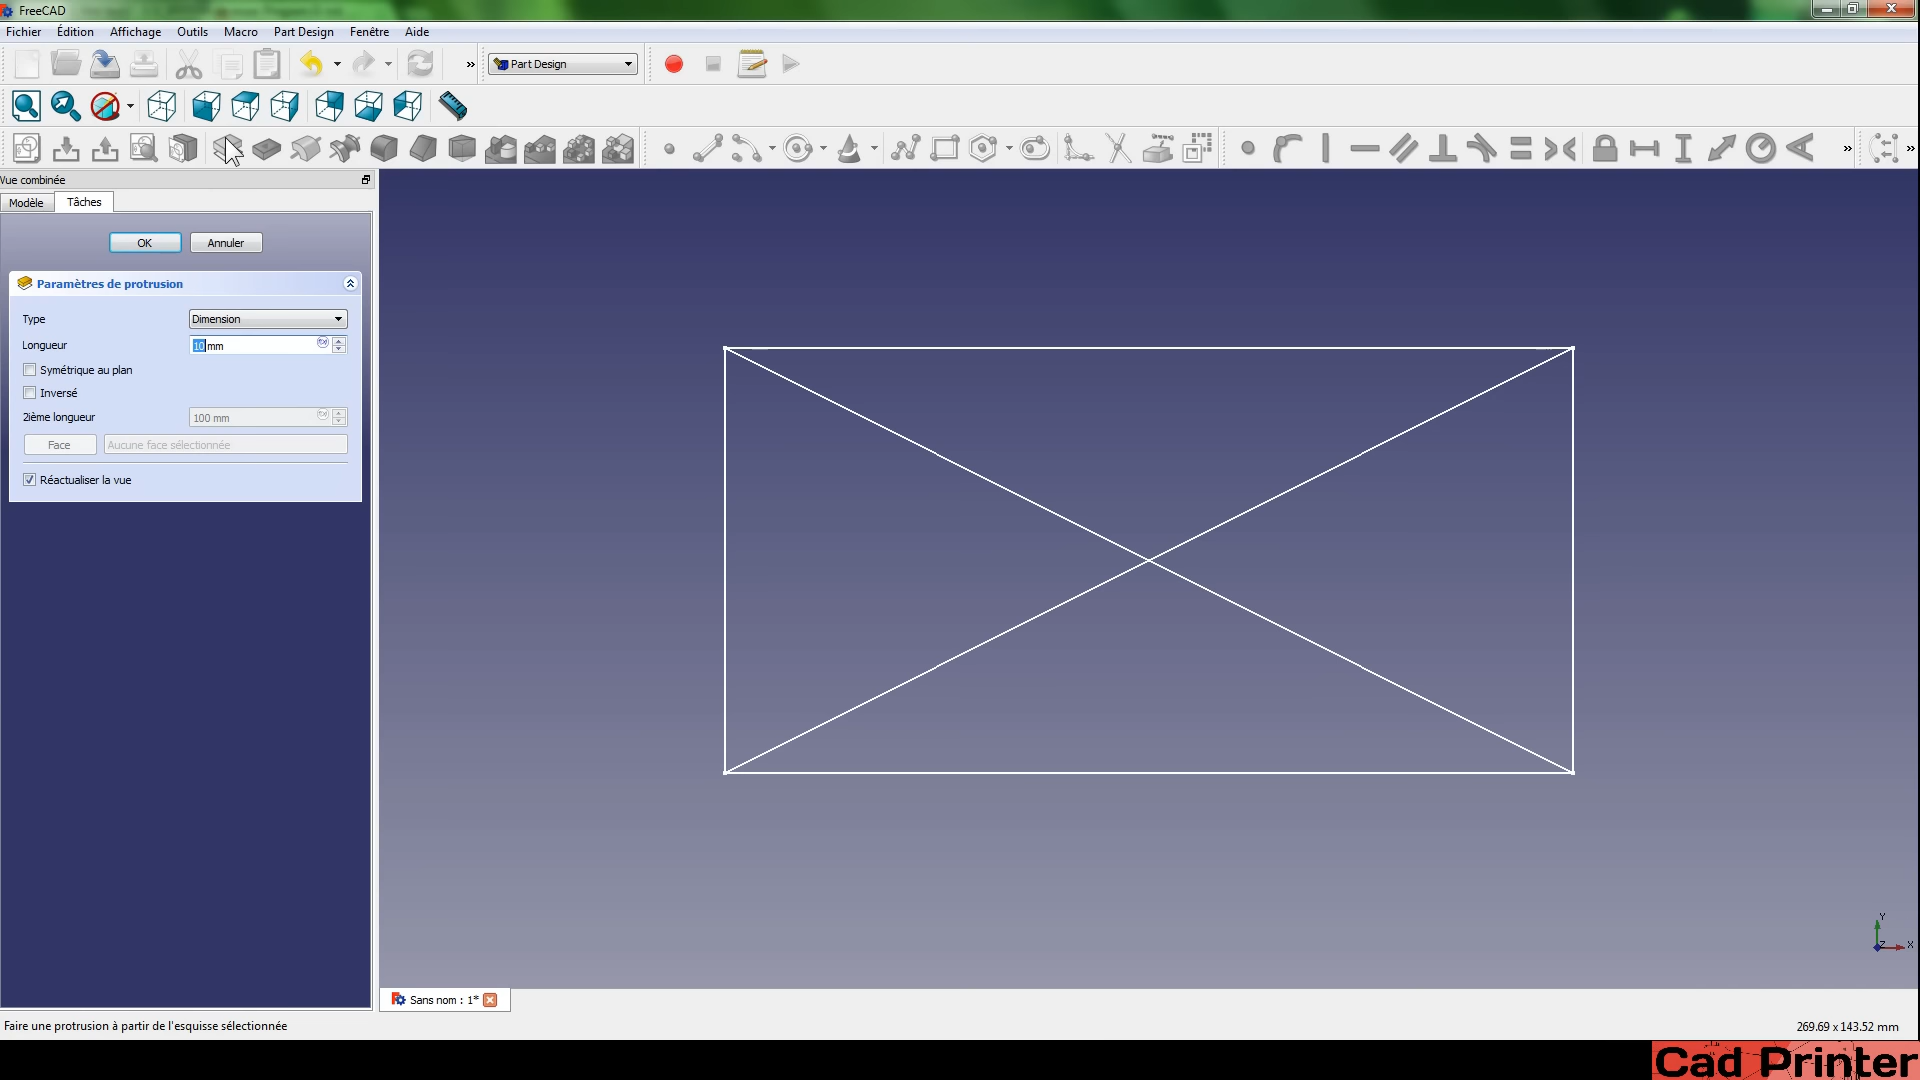 FreeCAD
Fichier Édition Affichage Outils Macro Part Design Fenêtre Aide
» Part Design
» »
Vue combinée
Modèle Tâches
OK Annuler
Paramètres de protrusion
Type Dimension
Longueur 10 mm
Symétrique au plan
Inversé
2ième longueur 100 mm
Face Aucune face sélectionnée
Réactualiser la vue
Y
Z X
Sans nom : 1*
Faire une protrusion à partir de l'esquisse sélectionnée 269.69 x 143.52 mm
Cad Printer